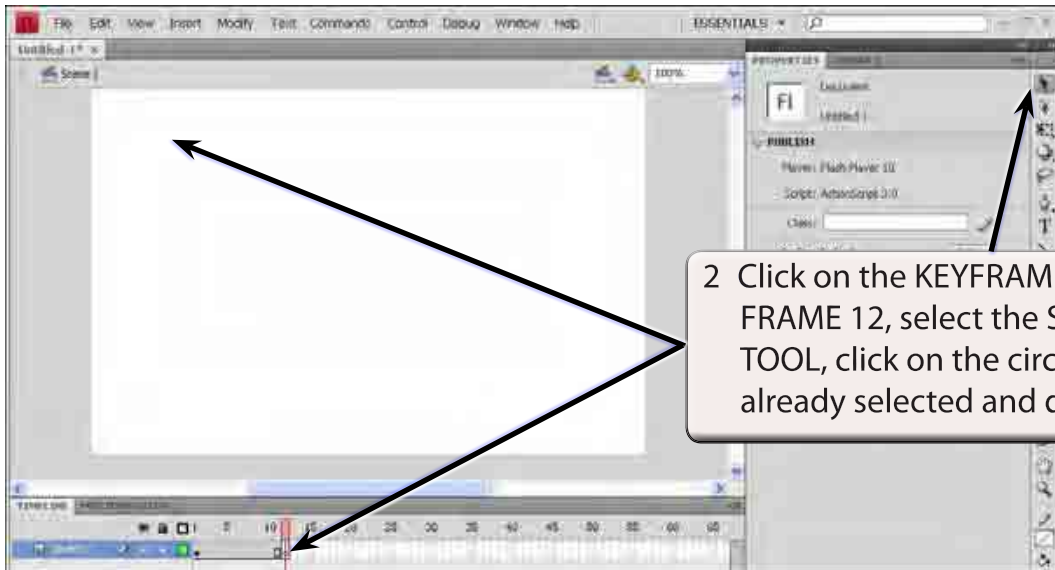 File Edit View Insert Modify Text Commands Control Debug Window Help ESSENTIALS
Untitled-1* x
Scene 1 100%
PROPERTIES
Fl Document
Untitled-1
PUBLISH
Player: Flash Player 10
Script: ActionScript 3.0
Class:
2 Click on the KEYFRAM
FRAME 12, select the S
TOOL, click on the circ
already selected and d
TIMELINE
5 10 15 20 25 30 35 40 45 50 55 60 65